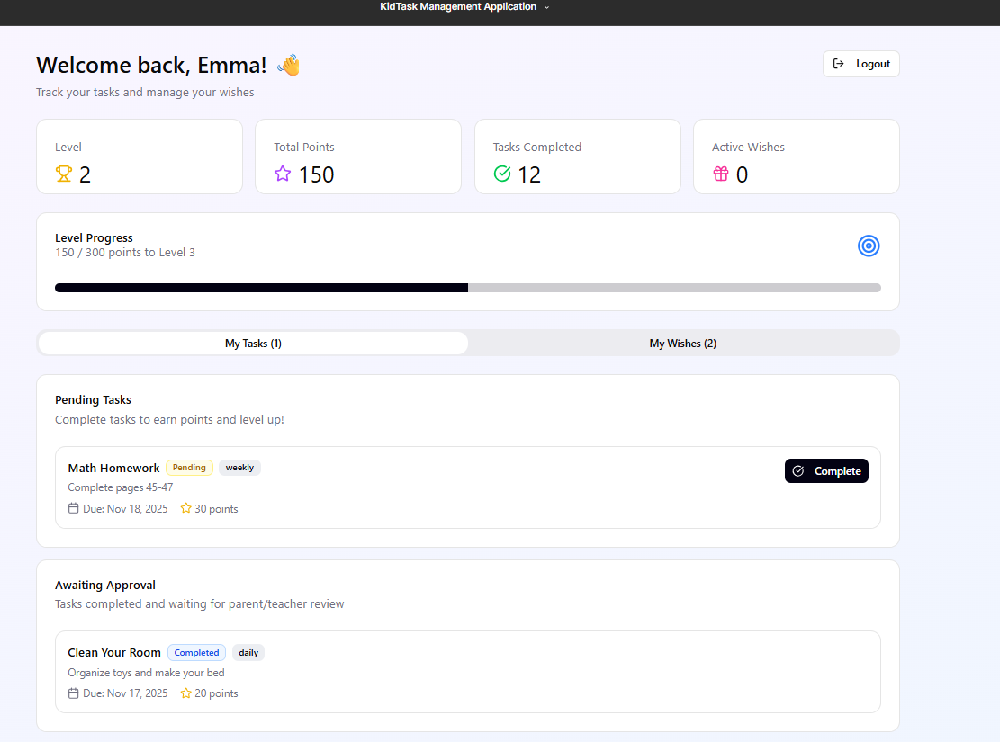 KidTask Management Application
Welcome back, Emma! 👋
Logout
Track your tasks and manage your wishes
Level
2
Total Points
150
Tasks Completed
12
Active Wishes
0
Level Progress
150 / 300 points to Level 3
My Tasks (1)
My Wishes (2)
Pending Tasks
Complete tasks to earn points and level up!
Math Homework Pending weekly
Complete
Complete pages 45-47
Due: Nov 18, 2025 30 points
Awaiting Approval
Tasks completed and waiting for parent/teacher review
Clean Your Room Completed daily
Organize toys and make your bed
Due: Nov 17, 2025 20 points